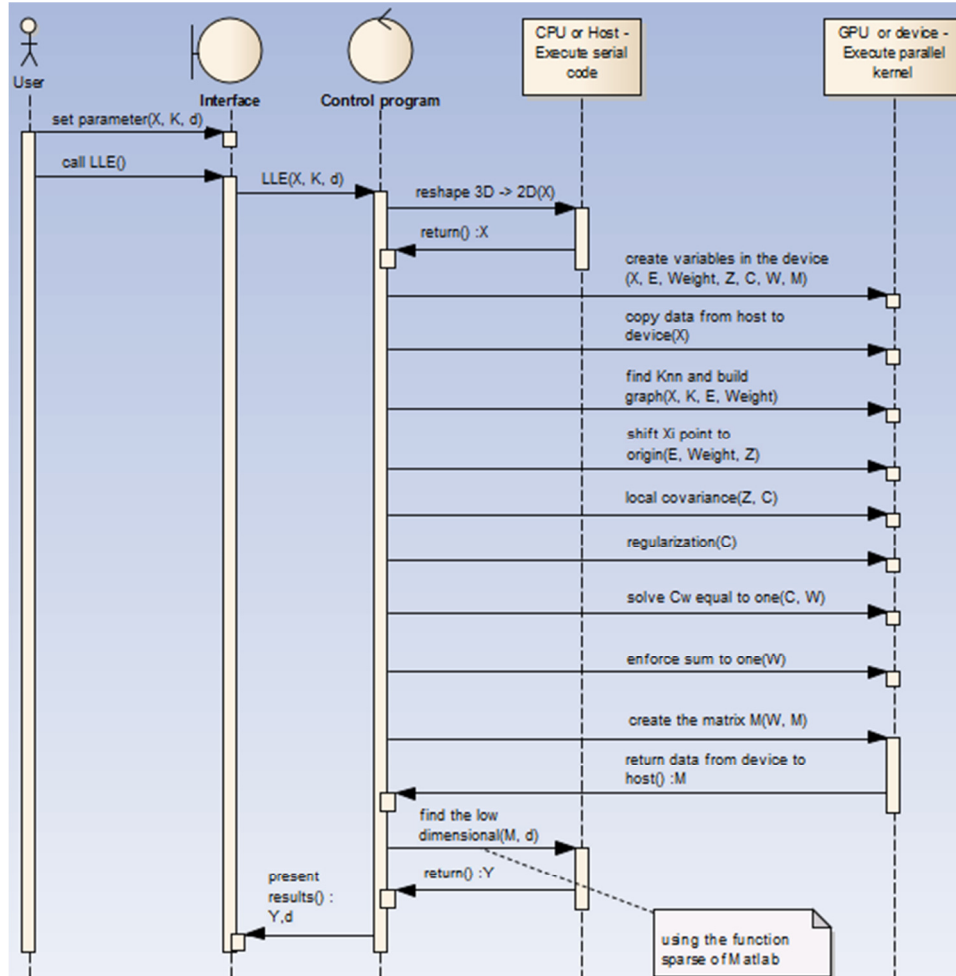 CPU or Host -
Execute serial
code
GPU or device -
Execute parallel
kernel
User
Interface
Control program
set parameter(X, K, d)
call LLE()
LLE(X, K, d)
reshape 3D -> 2D(X)
return() :X
create variables in the device
(X, E, Weight, Z, C, W, M)
copy data from host to
device(X)
find Knn and build
graph(X, K, E, Weight)
shift Xi point to
origin(E, Weight, Z)
local covariance(Z, C)
regularization(C)
solve Cw equal to one(C, W)
enforce sum to one(W)
create the matrix M(W, M)
return data from device to
host() :M
find the low
dimensional(M, d)
return() :Y
present
results() :
Y,d
using the function
sparse of Matlab